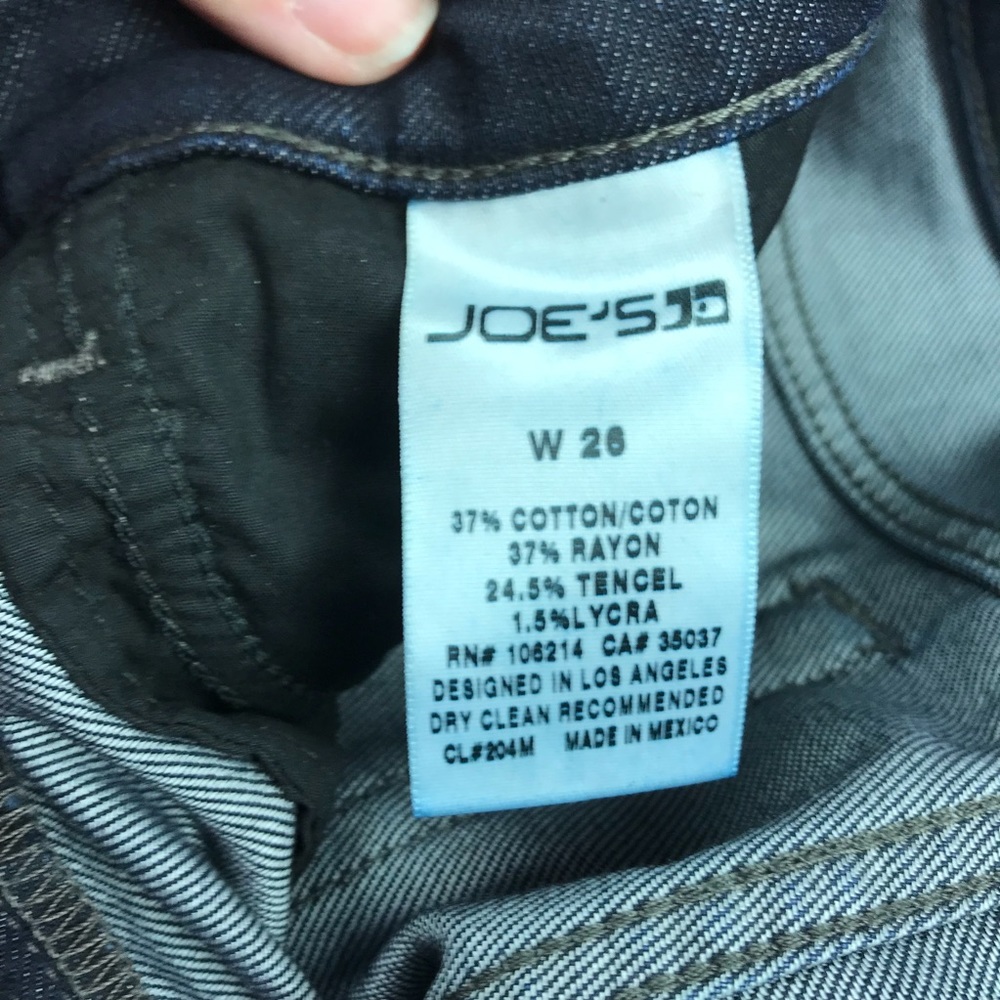 JOE'S
W 26
37% COTTON/COTON
37% RAYON
24.5% TENCEL
1.5%LYCRA
RN# 106214 CA# 35037
DESIGNED IN LOS ANGELES
DRY CLEAN RECOMMENDED
CL#204M MADE IN MEXICO